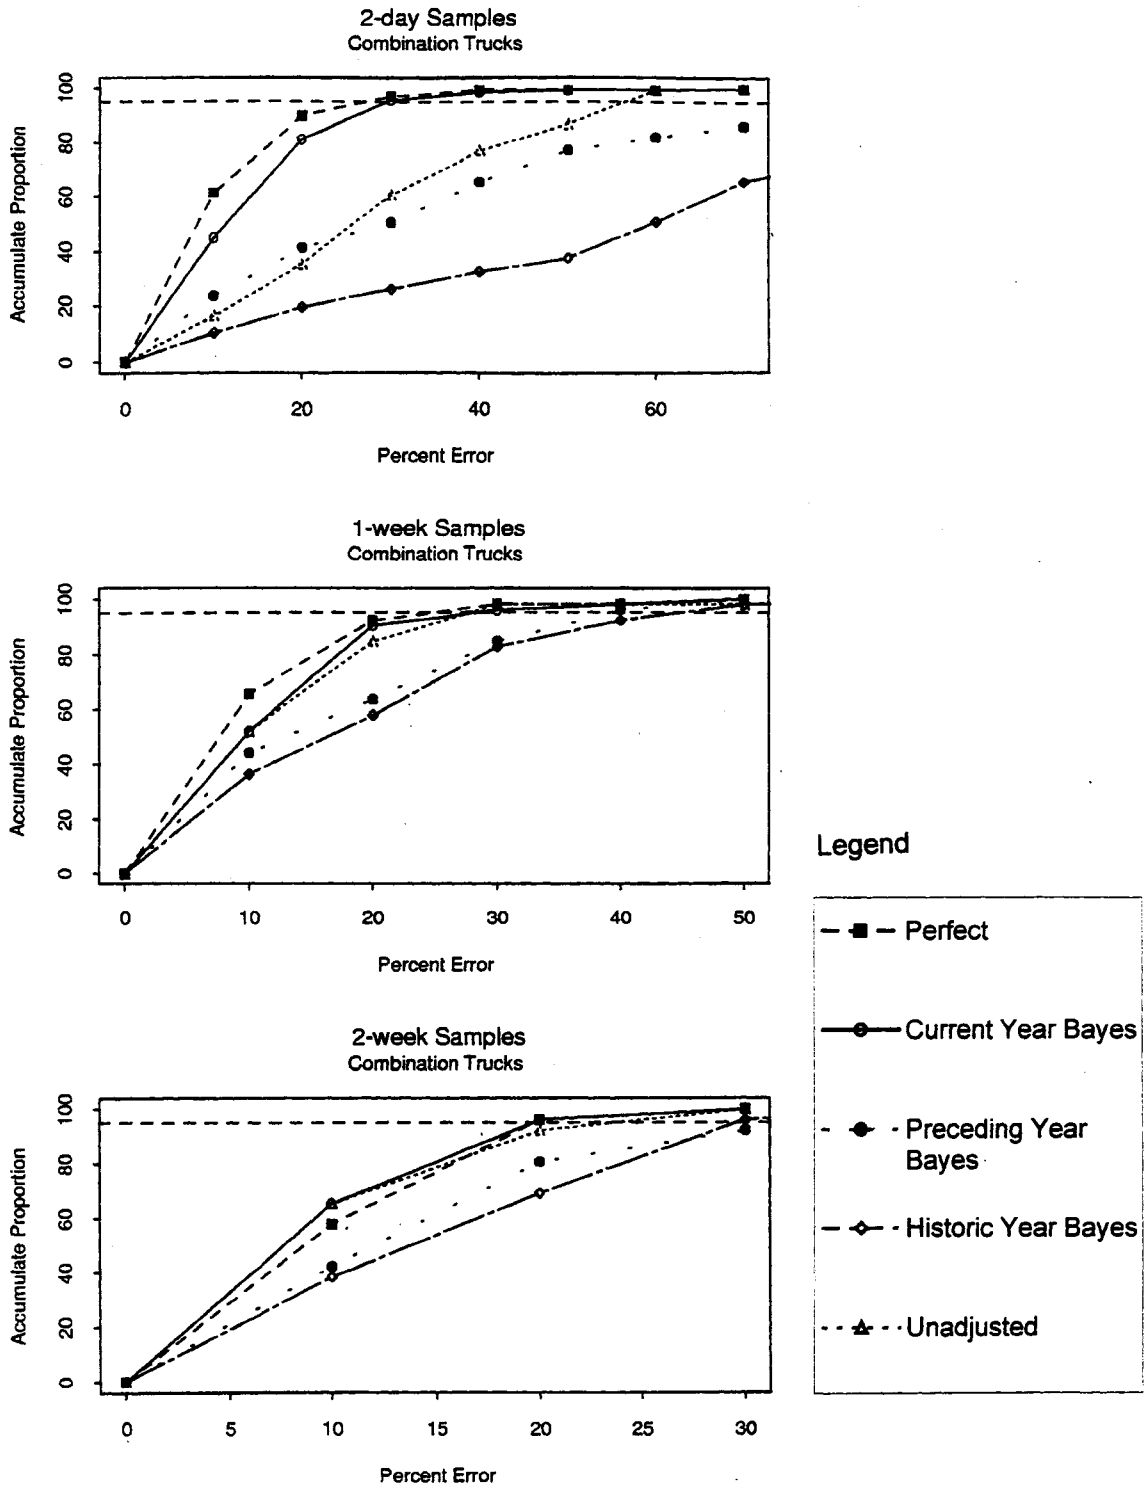 2-day Samples
Combination Trucks
Accumulate Proportion
100
80
60
40
20
0
0 20 40 60
Percent Error
1-week Samples
Combination Trucks
Accumulate Proportion
100
80
60
40
20
0
0 10 20 30 40 50
Percent Error
2-week Samples
Combination Trucks
Accumulate Proportion
100
80
60
40
20
0
0 5 10 15 20 25 30
Percent Error
Legend
Perfect
Current Year Bayes
Preceding Year
Bayes
Historic Year Bayes
Unadjusted